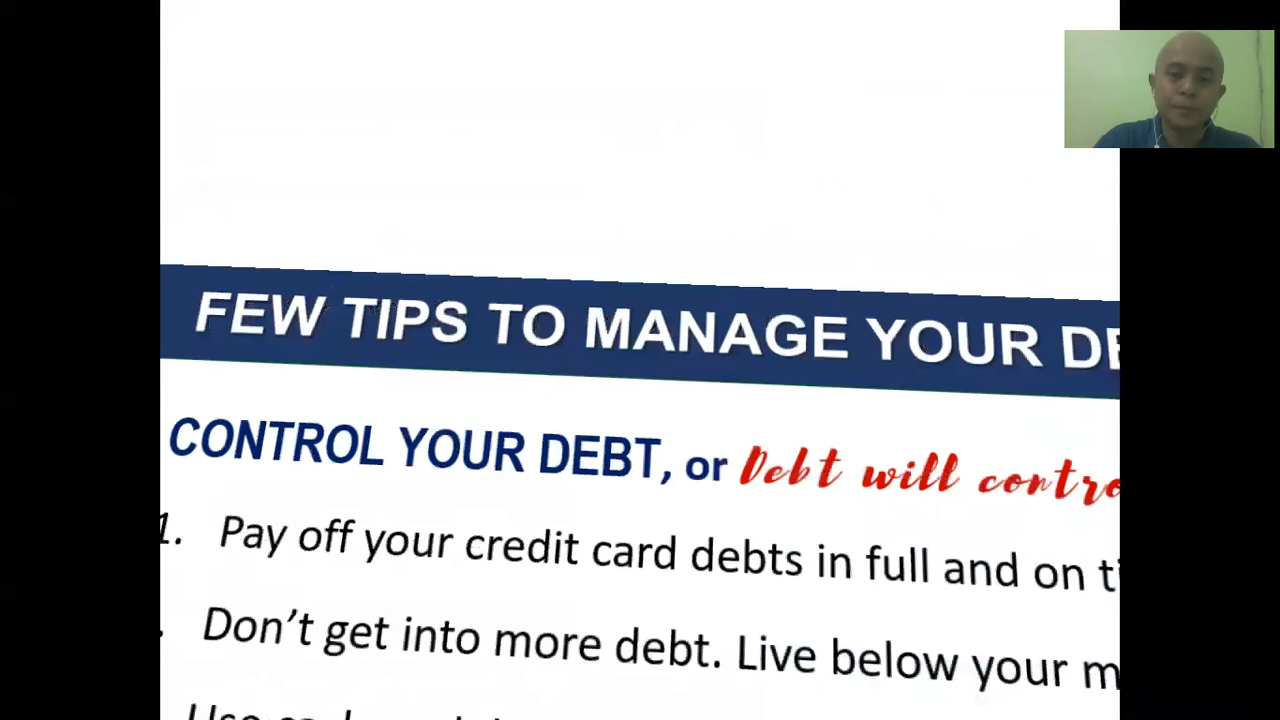 FEW TIPS TO MANAGE YOUR
CONTROL YOUR DEBT, or Debt will
1. Pay off your credit card debts in full and on
Don't get into more debt. Live below your